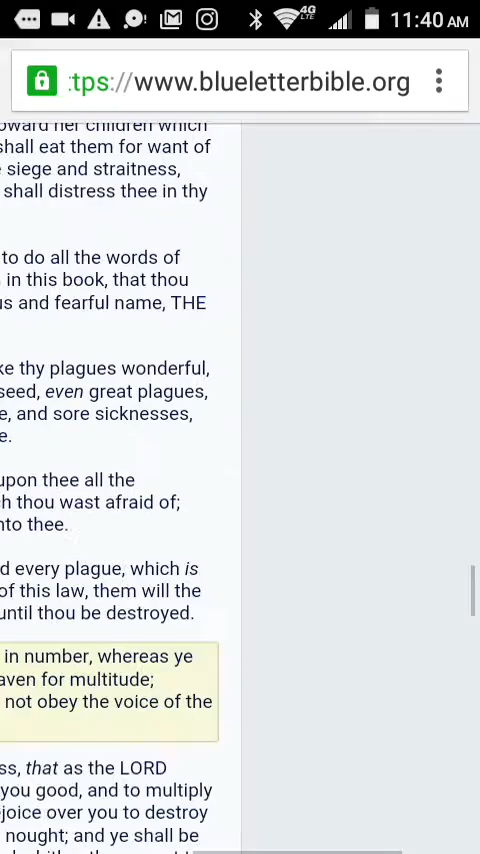 4G
LTE
11:40 AM
tps://www.blueletterbible.org
oward her children which
shall eat them for want of
siege and straitness,
shall distress thee in thy
to do all the words of
in this book, that thou
us and fearful name, THE
ke thy plagues wonderful,
seed, even great plagues,
e, and sore sicknesses,
e.
upon thee all the
ch thou wast afraid of;
nto thee.
d every plague, which is
of this law, them will the
until thou be destroyed.
in number, whereas ye
aven for multitude;
not obey the voice of the
ss, that as the LORD
you good, and to multiply
ejoice over you to destroy
nought; and ye shall be